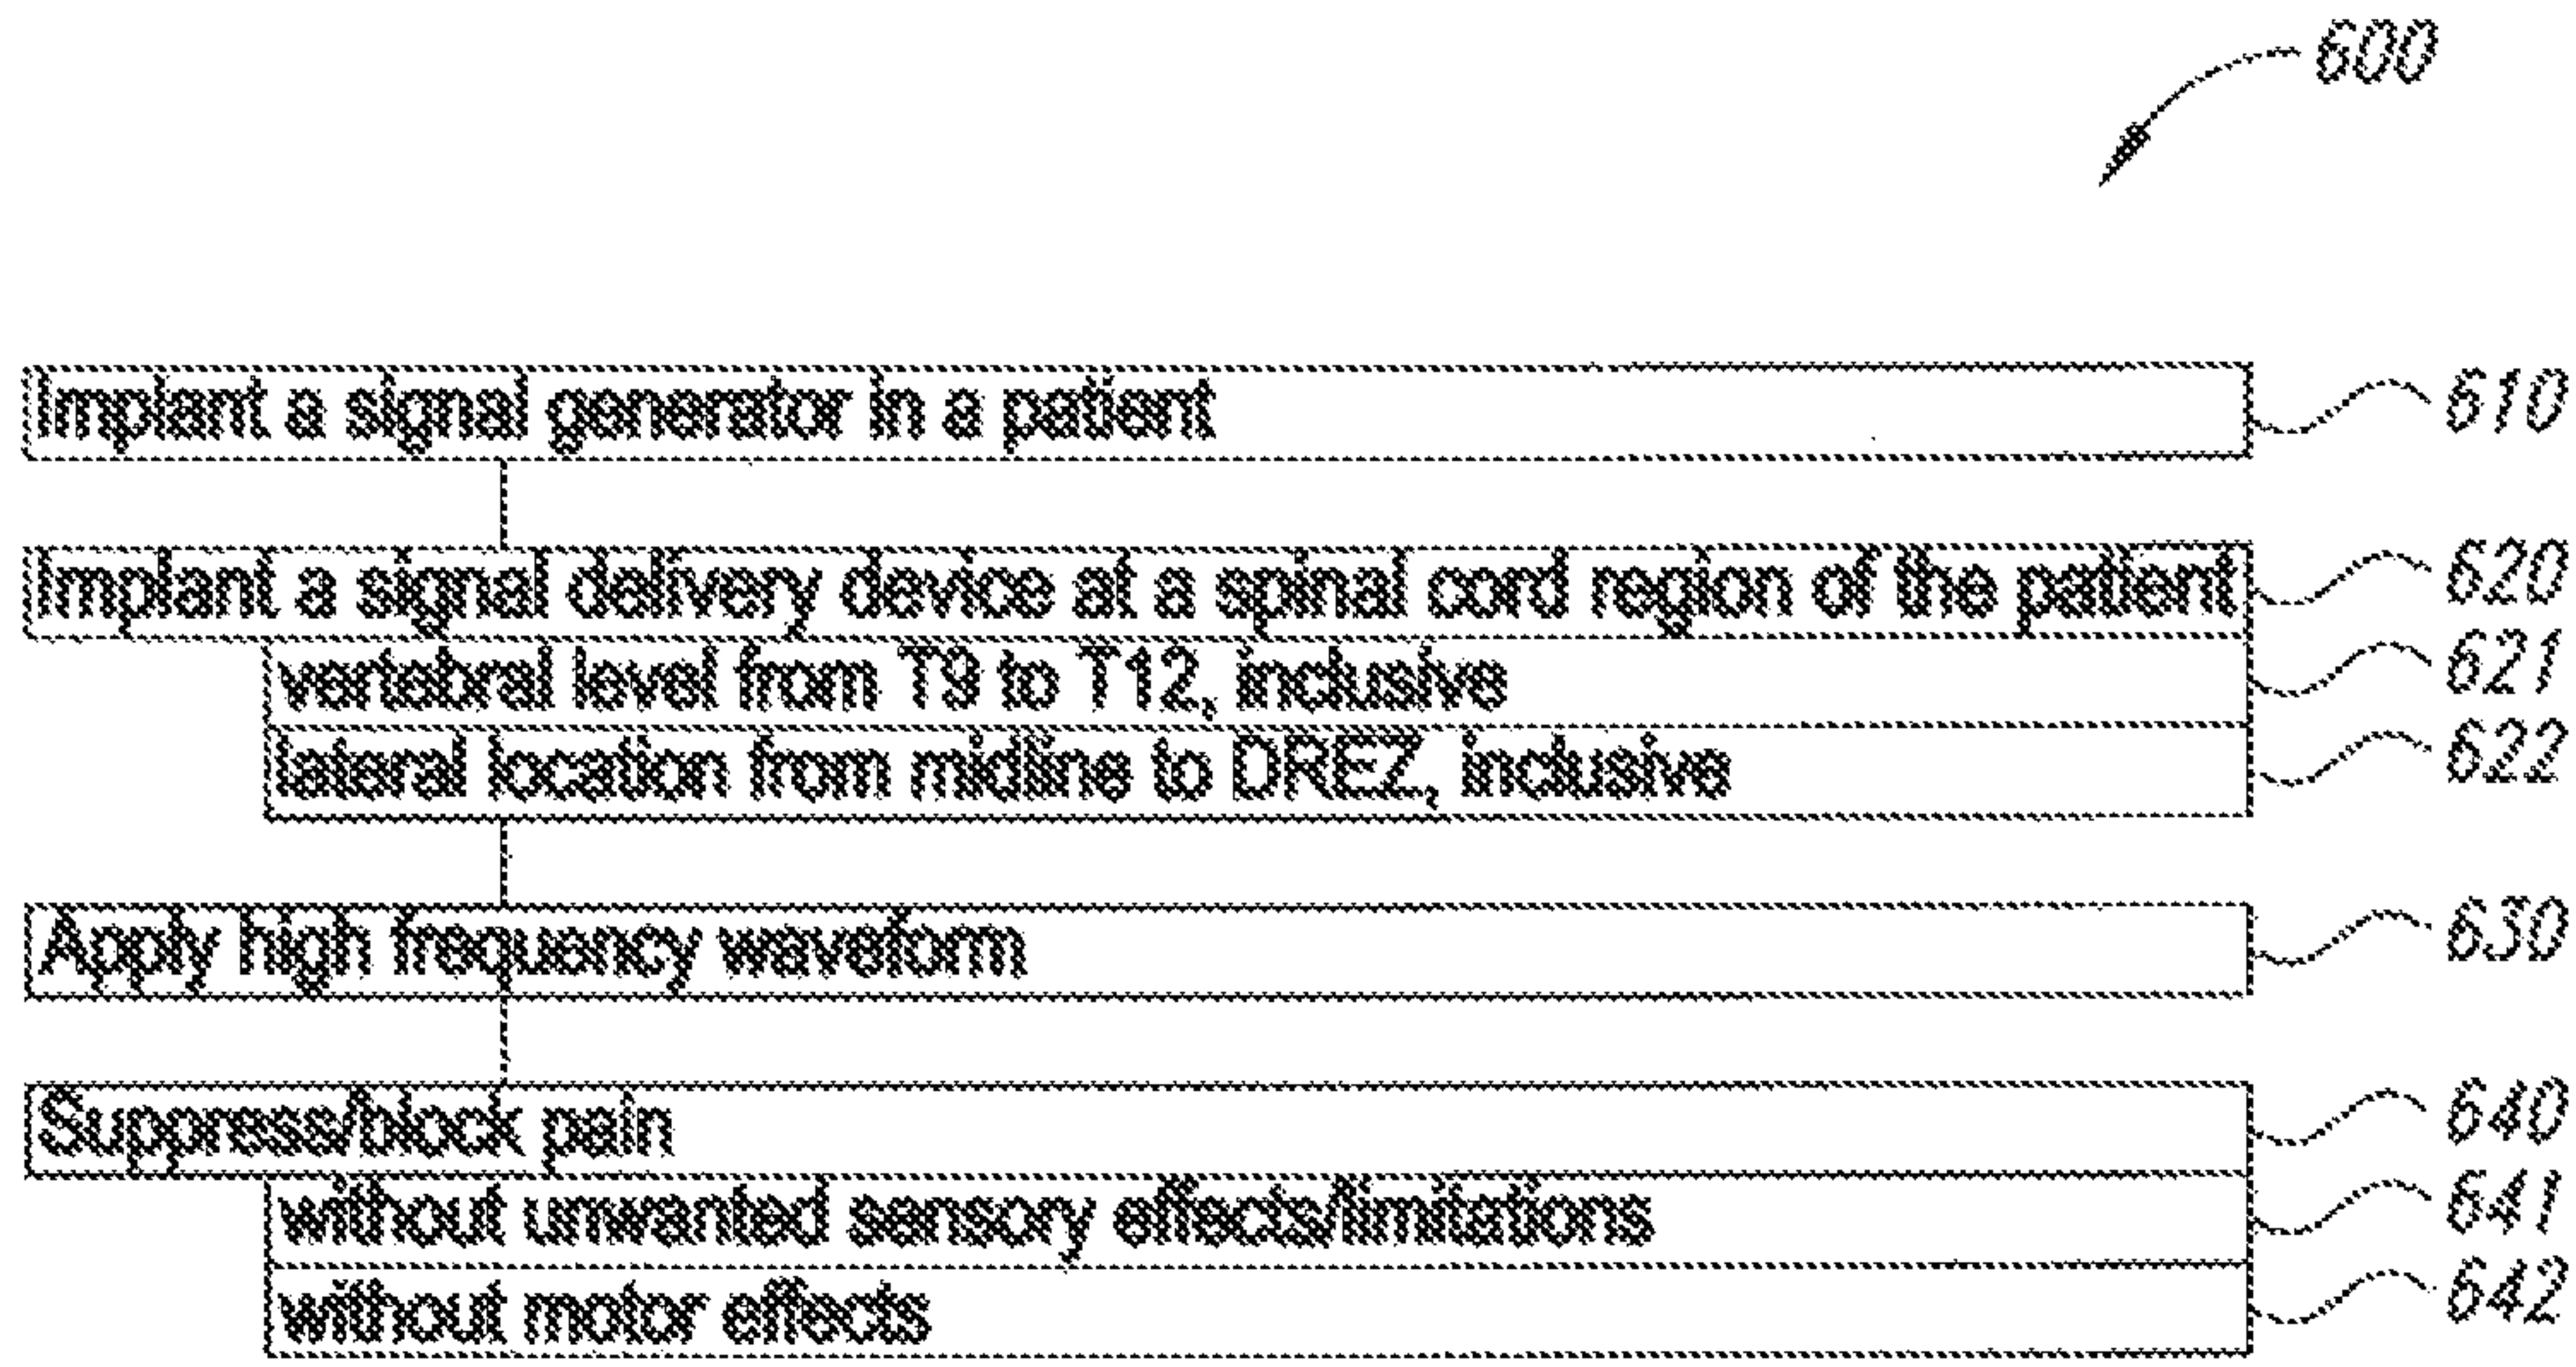 600
Implant a signal generator in a patient 610
Implant a signal delivery device at a spinal cord region of the patient 620
vertebral level from T9 to T12, inclusive 621
lateral location from midline to DREZ, inclusive 622
Apply high frequency waveform 630
Suppress/block pain 640
without unwanted sensory effects/limitations 641
without motor effects 642